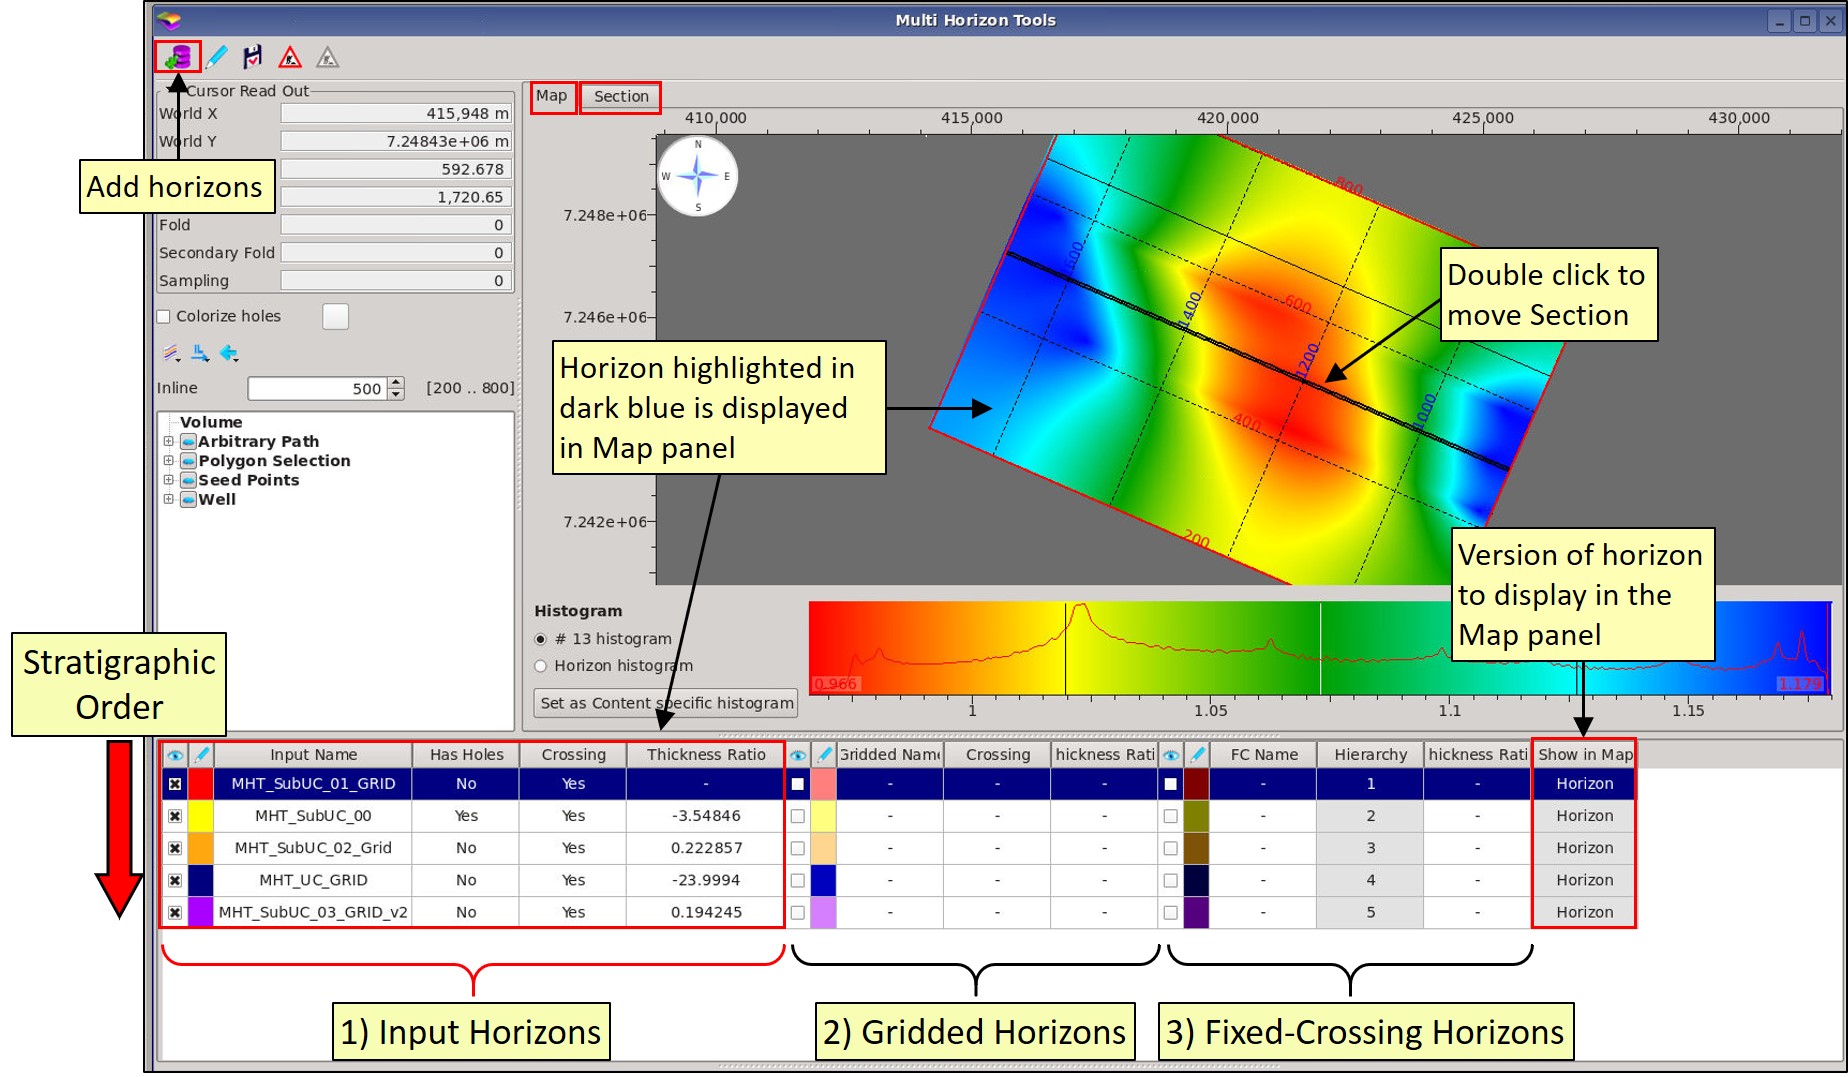 Multi Horizon Tools
Cursor Read Out
World X
415,948 m
World Y
7.24843e+06 m
592.678
1,720.65
Fold
0
Secondary Fold
0
Sampling
0
Add horizons
Colorize holes
Inline
500
[200 .. 800]
Volume
Arbitrary Path
Polygon Selection
Seed Points
Well
Stratigraphic
Order
Map
Section
410,000
415,000
420,000
425,000
430,000
N
W
E
S
7.248e+06
7.246e+06
7.242e+06
800
600
400
200
1400
1200
1000
Double click to
move Section
Horizon highlighted in
dark blue is displayed
in Map panel
Version of horizon
to display in the
Map panel
Histogram
# 13 histogram
Horizon histogram
Set as Content specific histogram
0.966
1.179
1
1.05
1.1
1.15
Input Name Has Holes Crossing Thickness Ratio Gridded Name Crossing hickness Rati FC Name Hierarchy hickness Rati Show in Map
MHT_SubUC_01_GRID No Yes - - - - - 1 - Horizon
MHT_SubUC_00 Yes Yes -3.54846 - - - - 2 - Horizon
MHT_SubUC_02_Grid No Yes 0.222857 - - - - 3 - Horizon
MHT_UC_GRID No Yes -23.9994 - - - - 4 - Horizon
MHT_SubUC_03_GRID_v2 No Yes 0.194245 - - - - 5 - Horizon
1) Input Horizons
2) Gridded Horizons
3) Fixed-Crossing Horizons